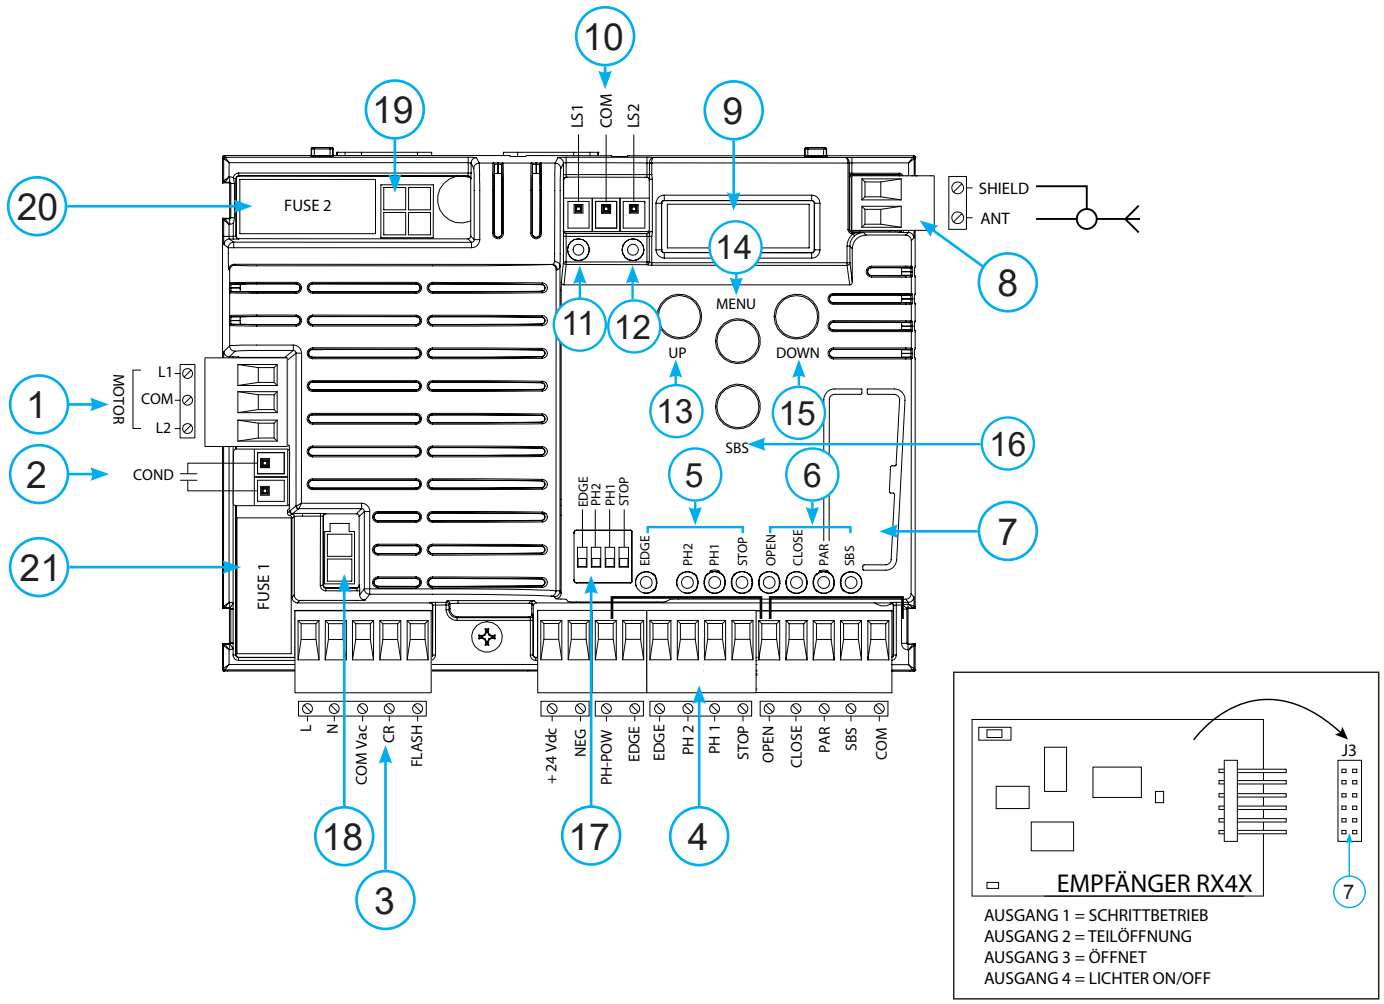 10
19
9
LS1
COM
LS2
20
FUSE 2
SHIELD
ANT
14
8
MENU
11
12
UP
DOWN
L1
MOTOR
COM
L2
1
13
15
SBS
16
2
COND
5
6
7
EDGE
PH2
PH1
STOP
EDGE
PH2
PH1
STOP
OPEN
CLOSE
PAR
SBS
21
FUSE 1
L
N
COM Vac
CR
FLASH
+ 24 Vdc
NEG
PH-POW
EDGE
EDGE
PH 2
PH 1
STOP
OPEN
CLOSE
PAR
SBS
COM
18
17
4
3
J3
7
EMPFÄNGER RX4X
AUSGANG 1 = SCHRITTBETRIEB
AUSGANG 2 = TEILÖFFNUNG
AUSGANG 3 = ÖFFNET
AUSGANG 4 = LICHTER ON/OFF